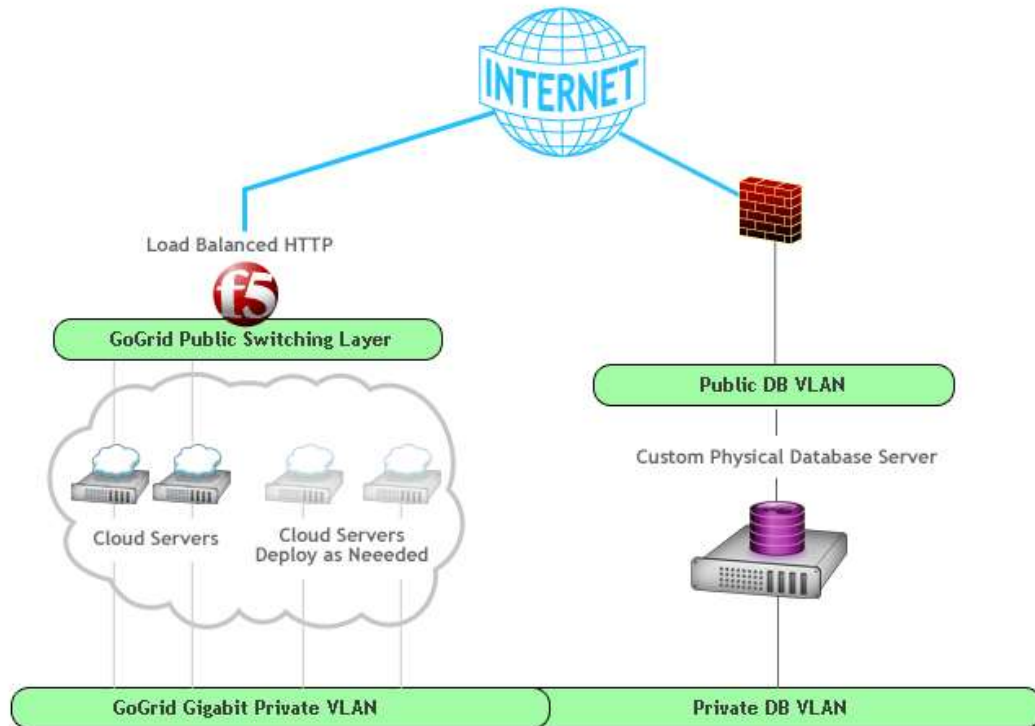 INTERNET
Load Balanced HTTP
f5
GoGrid Public Switching Layer
Public DB VLAN
Custom Physical Database Server
Cloud Servers
Cloud Servers
Deploy as Neeeded
GoGrid Gigabit Private VLAN
Private DB VLAN